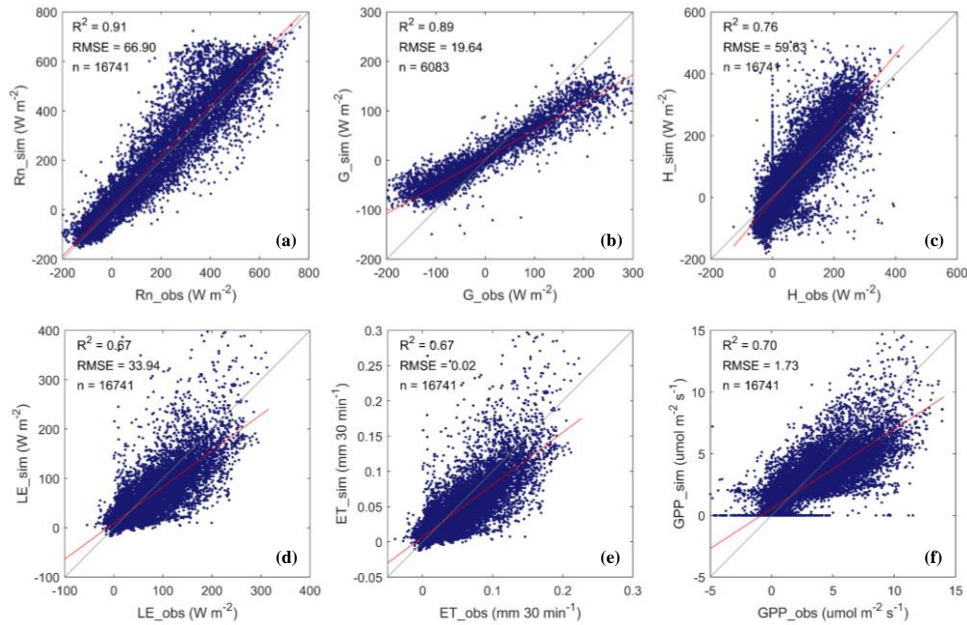 R² = 0.91
RMSE = 66.90
n = 16741
800
600
400
200
0
-200
Rn_sim (W m⁻²)
-200 0 200 400 600 800
Rn_obs (W m⁻²)
(a)
R² = 0.89
RMSE = 19.64
n = 6083
300
200
100
0
-100
-200
G_sim (W m⁻²)
-200 -100 0 100 200 300
G_obs (W m⁻²)
(b)
R² = 0.76
RMSE = 59.63
n = 16741
600
400
200
0
-200
H_sim (W m⁻²)
-200 0 200 400 600
H_obs (W m⁻²)
(c)
R² = 0.67
RMSE = 33.94
n = 16741
400
300
200
100
0
-100
LE_sim (W m⁻²)
-100 0 100 200 300 400
LE_obs (W m⁻²)
(d)
R² = 0.67
RMSE = 0.02
n = 16741
0.3
0.25
0.2
0.15
0.1
0.05
0
-0.05
ET_sim (mm 30 min⁻¹)
0 0.1 0.2 0.3
ET_obs (mm 30 min⁻¹)
(e)
R² = 0.70
RMSE = 1.73
n = 16741
15
10
5
0
-5
GPP_sim (umol m⁻² s⁻¹)
-5 0 5 10 15
GPP_obs (umol m⁻² s⁻¹)
(f)